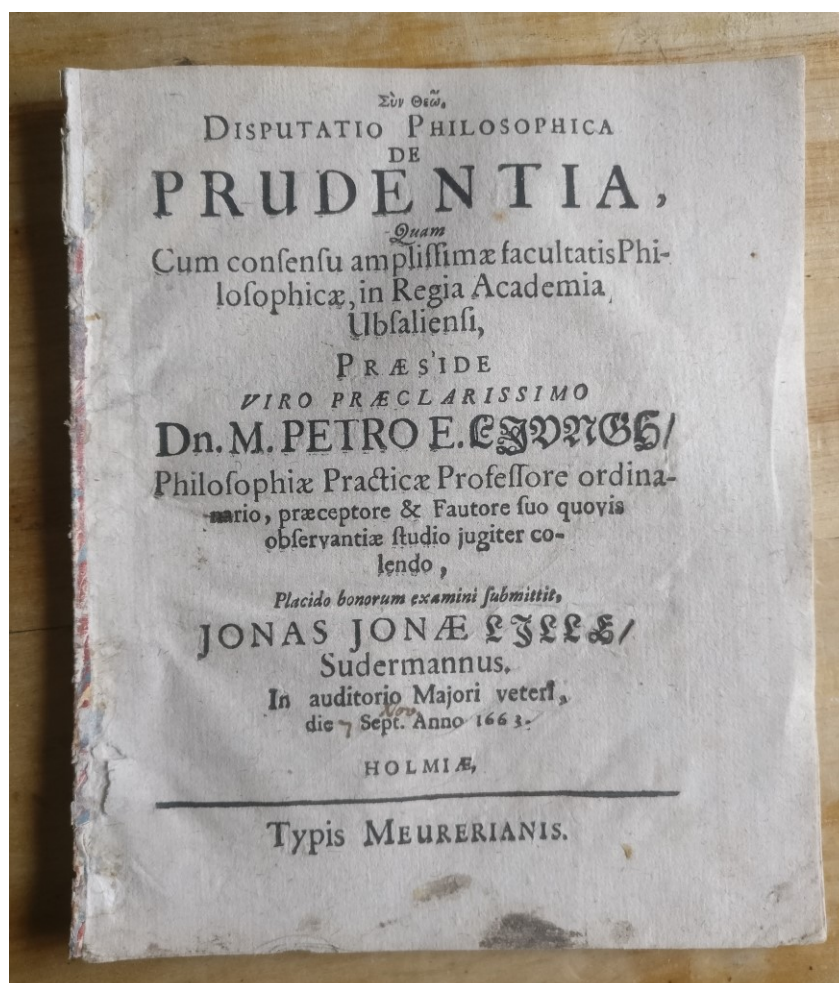 Σὺν Θεῷ.
DISPUTATIO PHILOSOPHICA
DE
PRUDENTIA,
Quam
Cum conſenſu ampliſſimæ facultatis Phi-
loſophicæ, in Regia Academia
Ubſalienſi,
PRÆSIDE
VIRO PRÆCLARISSIMO
Dn. M. PETRO E. LJUNGH/
Philoſophiæ Practicæ Profeſſore ordina-
nario, præceptore & Fautore ſuo quovis
obſervantiæ ſtudio jugiter co-
lendo,
Placido bonorum examini ſubmittit,
JONAS JONÆ LJLLE/
Sudermannus.
In auditorio Majori veteri,
Nov
die 7 Sept. Anno 1663.
HOLMIÆ,
Typis MEURERIANIS.